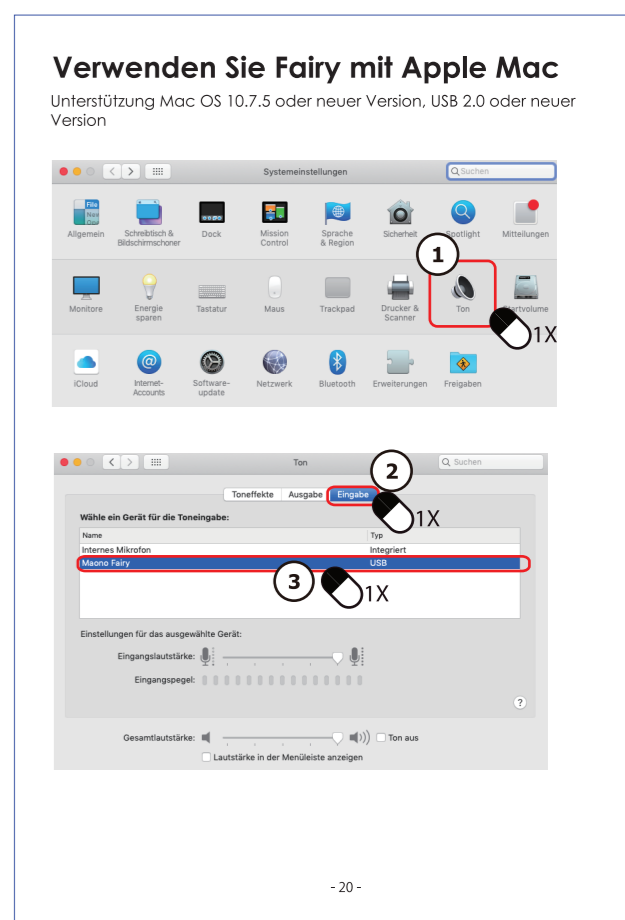 Verwenden Sie Fairy mit Apple Mac
Unterstützung Mac OS 10.7.5 oder neuer Version, USB 2.0 oder neuer
Version
Systemeinstellungen
Suchen
File
New
Allgemein
Schreibtisch &
Bildschirmschoner
Dock
Mission
Control
Sprache
& Region
Sicherheit
Spotlight
Mitteilungen
1
Monitore
Energie
sparen
Tastatur
Maus
Trackpad
Drucker &
Scanner
Ton
Startvolume
1X
iCloud
Internet-
Accounts
Software-
update
Netzwerk
Bluetooth
Erweiterungen
Freigaben
Ton
Suchen
2
Toneffekte
Ausgabe
Eingabe
1X
Wähle ein Gerät für die Toneingabe:
Name
Typ
Internes Mikrofon
Integriert
Maono Fairy
USB
3
1X
Einstellungen für das ausgewählte Gerät:
Eingangslautstärke:
Eingangspegel:
?
Gesamtlautstärke:
Ton aus
Lautstärke in der Menüleiste anzeigen
- 20 -